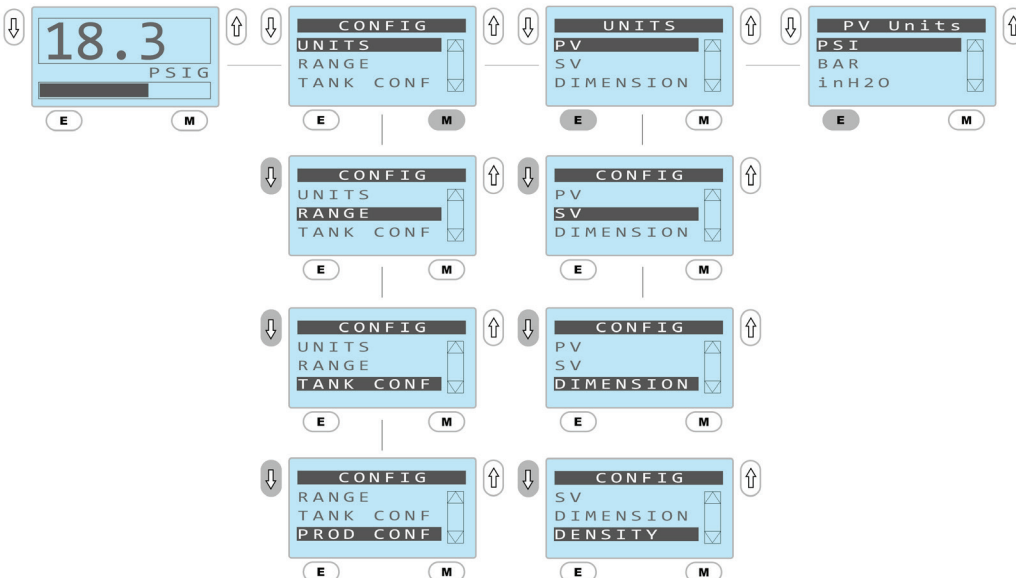 18.3
PSIG
E M
CONFIG
UNITS
RANGE
TANK CONF
E M
UNITS
PV
SV
DIMENSION
E M
PV Units
PSI
BAR
inH2O
E M
CONFIG
UNITS
RANGE
TANK CONF
E M
CONFIG
PV
SV
DIMENSION
E M
CONFIG
UNITS
RANGE
TANK CONF
E M
CONFIG
PV
SV
DIMENSION
E M
CONFIG
RANGE
TANK CONF
PROD CONF
E M
CONFIG
SV
DIMENSION
DENSITY
E M